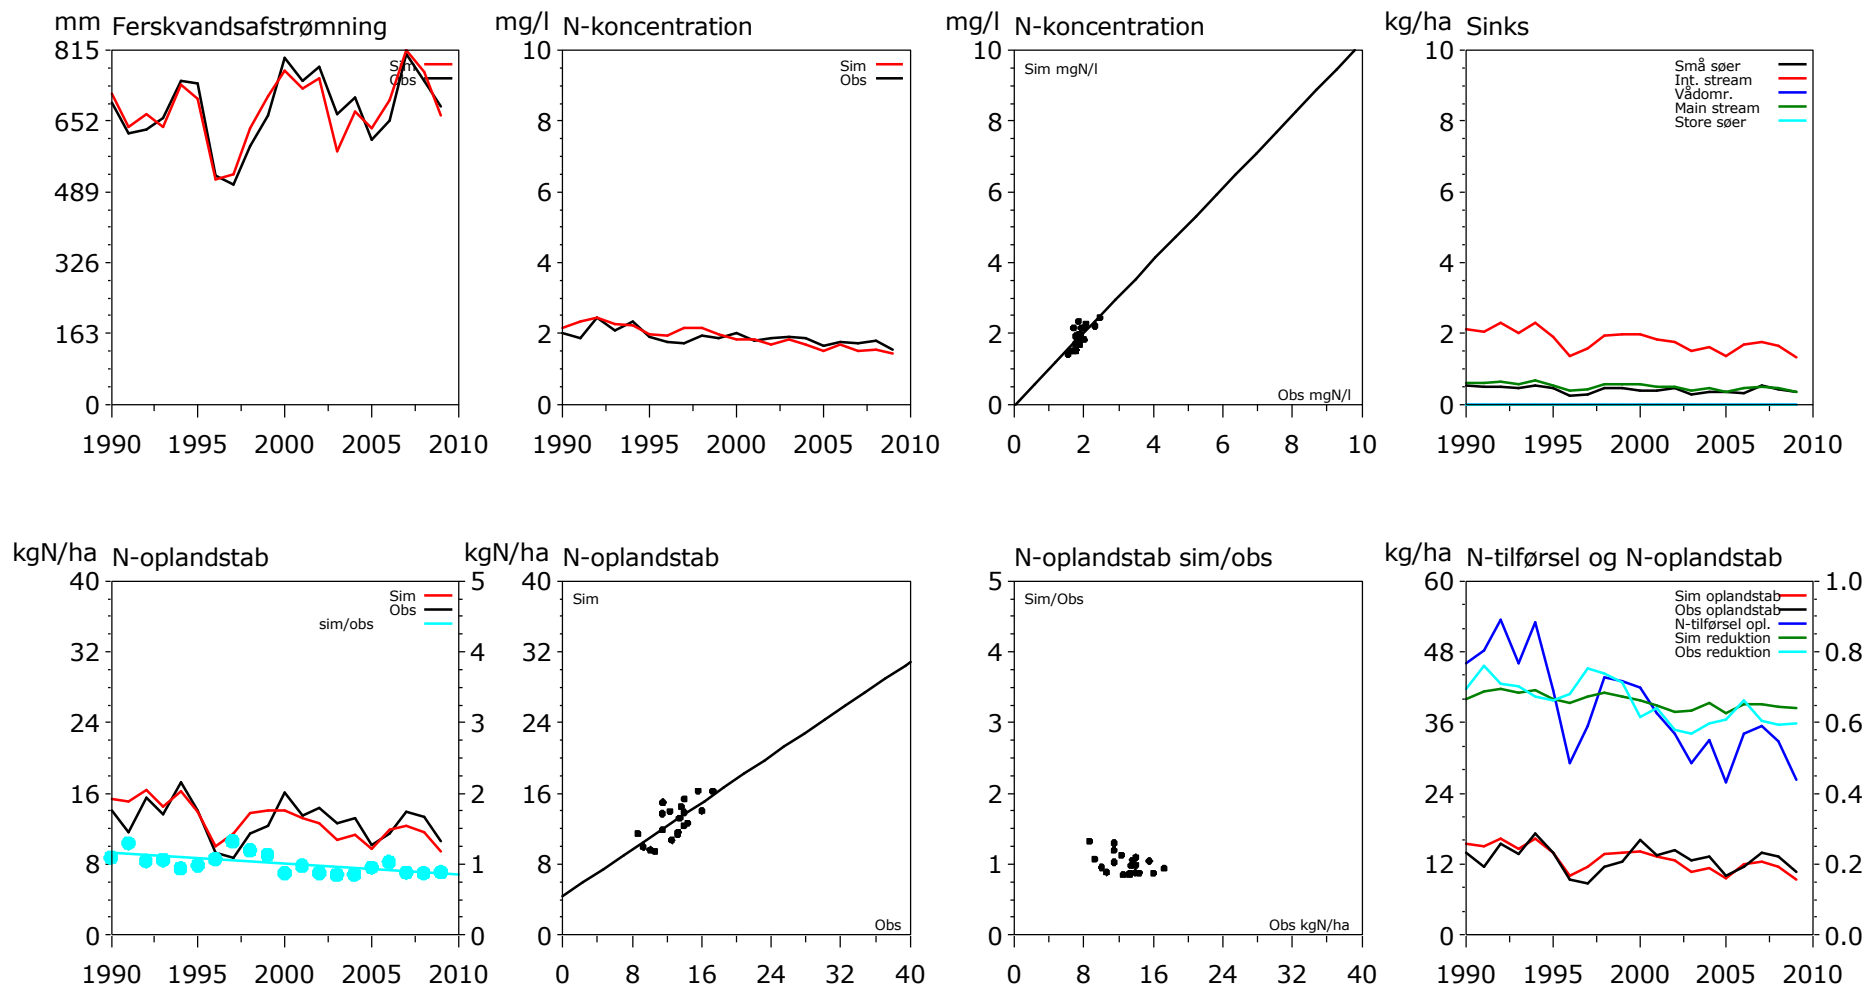 mm Ferskvandsafstrømning
815
652
489
326
163
0
1990 1995 2000 2005 2010
Sim
Obs
mg/l N-koncentration
10
8
6
4
2
0
1990 1995 2000 2005 2010
Sim
Obs
mg/l N-koncentration
10
8
6
4
2
0
0 2 4 6 8 10
Sim mgN/l
Obs mgN/l
kg/ha Sinks
10
8
6
4
2
0
1990 1995 2000 2005 2010
Små søer
Int. stream
Vådomr.
Main stream
Store søer
kgN/ha N-oplandstab
40
32
24
16
8
0
5
4
3
2
1
0
1990 1995 2000 2005 2010
Sim
Obs
sim/obs
kgN/ha N-oplandstab
40
32
24
16
8
0
0 8 16 24 32 40
Sim
Obs
N-oplandstab sim/obs
5
4
3
2
1
0
0 8 16 24 32 40
Sim/Obs
Obs kgN/ha
kg/ha N-tilførsel og N-oplandstab
60
48
36
24
12
0
1.0
0.8
0.6
0.4
0.2
0.0
1990 1995 2000 2005 2010
Sim oplandstab
Obs oplandstab
N-tilførsel opl.
Sim reduktion
Obs reduktion